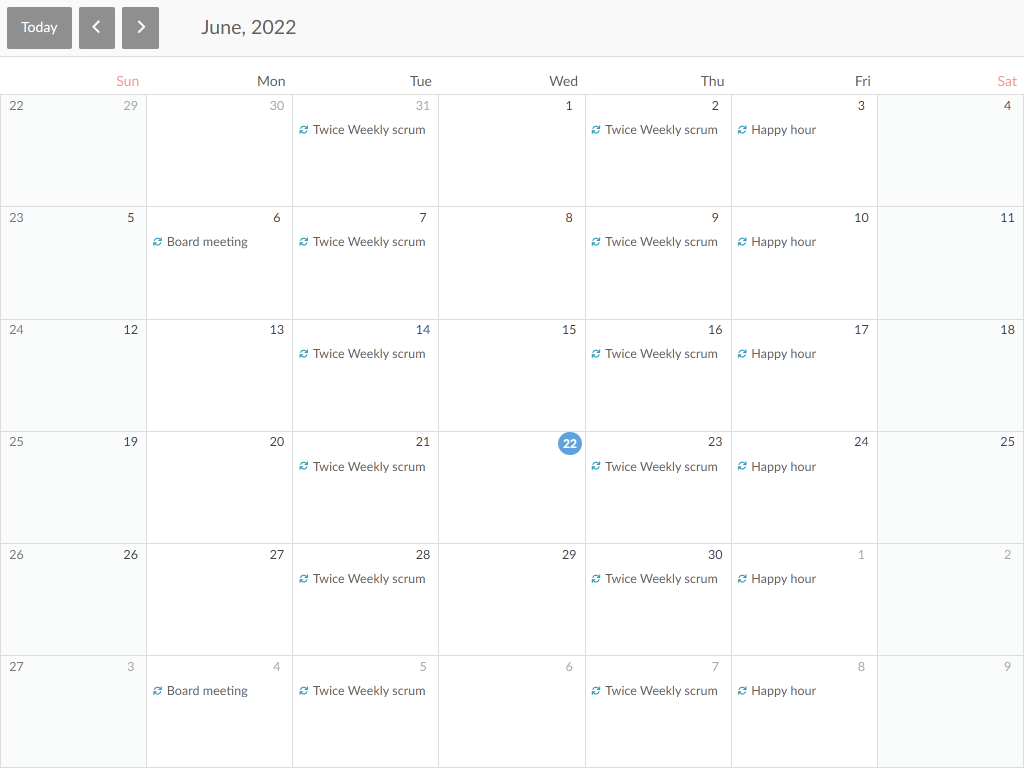 Today June, 2022
Sun Mon Tue Wed Thu Fri Sat
22 29 30 31 1 2 3 4
Twice Weekly scrum Twice Weekly scrum Happy hour
23 5 6 7 8 9 10 11
Board meeting Twice Weekly scrum Twice Weekly scrum Happy hour
24 12 13 14 15 16 17 18
Twice Weekly scrum Twice Weekly scrum Happy hour
25 19 20 21 22 23 24 25
Twice Weekly scrum Twice Weekly scrum Happy hour
26 26 27 28 29 30 1 2
Twice Weekly scrum Twice Weekly scrum Happy hour
27 3 4 5 6 7 8 9
Board meeting Twice Weekly scrum Twice Weekly scrum Happy hour